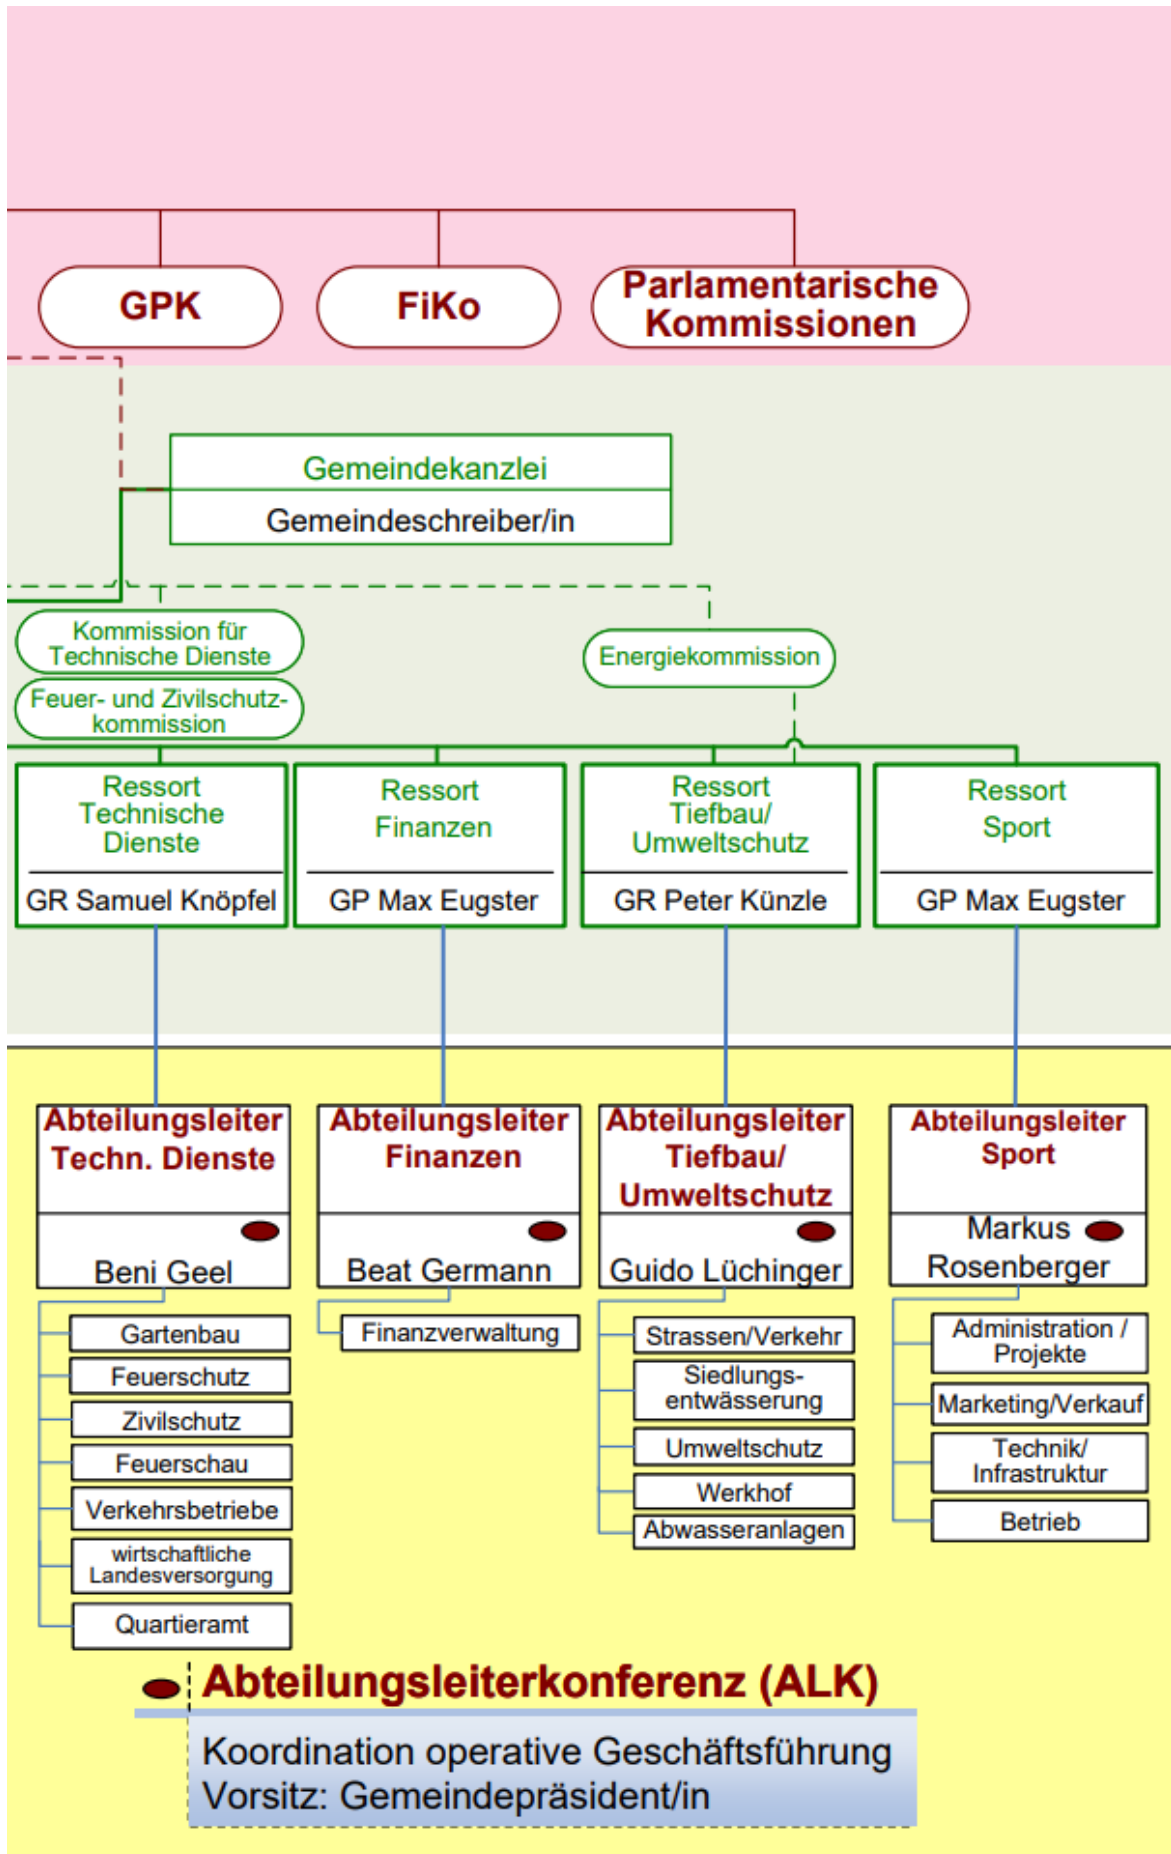 GPK
FiKo
Parlamentarische
Kommissionen
Gemeindekanzlei
Gemeindeschreiber/in
Kommission für
Technische Dienste
Feuer- und Zivilschutz-
kommission
Energiekommission
Ressort
Technische
Dienste
GR Samuel Knöpfel
Ressort
Finanzen
GP Max Eugster
Ressort
Tiefbau/
Umweltschutz
GR Peter Künzle
Ressort
Sport
GP Max Eugster
Abteilungsleiter
Techn. Dienste
Beni Geel
Gartenbau
Feuerschutz
Zivilschutz
Feuerschau
Verkehrsbetriebe
wirtschaftliche
Landesversorgung
Quartieramt
Abteilungsleiter
Finanzen
Beat Germann
Finanzverwaltung
Abteilungsleiter
Tiefbau/
Umweltschutz
Guido Lüchinger
Strassen/Verkehr
Siedlungs-
entwässerung
Umweltschutz
Werkhof
Abwasseranlagen
Abteilungsleiter
Sport
Markus
Rosenberger
Administration /
Projekte
Marketing/Verkauf
Technik/
Infrastruktur
Betrieb
Abteilungsleiterkonferenz (ALK)
Koordination operative Geschäftsführung
Vorsitz: Gemeindepräsident/in